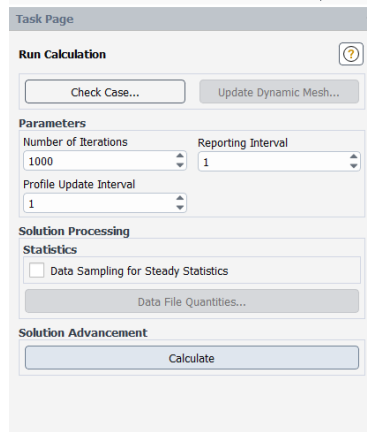 Task Page
Run Calculation
?
Check Case... Update Dynamic Mesh...
Parameters
Number of Iterations Reporting Interval
1000 1
Profile Update Interval
1
Solution Processing
Statistics
Data Sampling for Steady Statistics
Data File Quantities...
Solution Advancement
Calculate